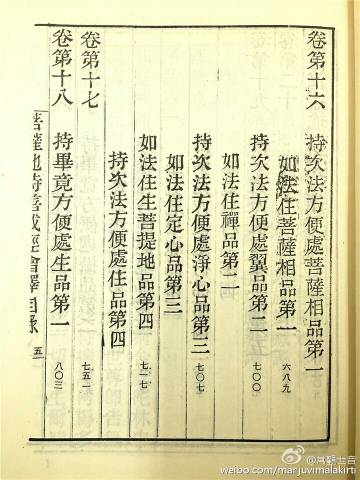 卷第十六　持次法方便處菩薩相品第一
如法住菩薩相品第一　六八九
持次法方便處翼品第二　七〇〇
如法住禪品第二
持次法方便處淨心品第三　七〇七
如法住定心品第三
如法住生菩提地品第四　七二七
持次法方便處住品第四
卷第十七　七五一
卷第十八　持畢竟方便處生品第一　八〇三
菩薩地持善戒經會譯目錄　五
weibo.com/marjuvimalakirti